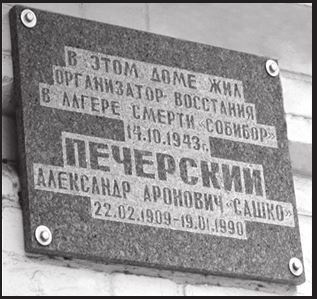 В ЭТОМ ДОМЕ ЖИЛ
ОРГАНИЗАТОР ВОССТАНИЯ
В ЛАГЕРЕ СМЕРТИ «СОБИБОР»
14.10.1943г.
ПЕЧЕРСКИЙ
АЛЕКСАНДР АРОНОВИЧ «САШКО»
22.02.1909-19.01.1990